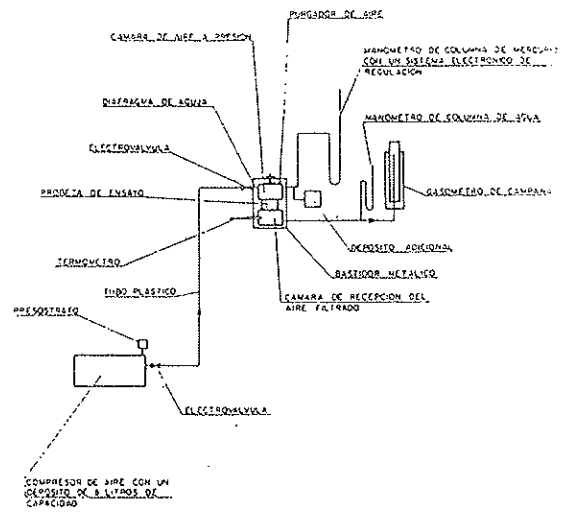 PURGADOR DE AIRE
CAMARA DE AIRE A PRESION
MANOMETRO DE COLUMNA DE MERCURIO
CON UN SISTEMA ELECTRONICO DE
REGULACION
DIAFRAGMA DE AGUJA
MANOMETRO DE COLUMNA DE AGUA
ELECTROVALVULA
PROBETA DE ENSAYO
GASOMETRO DE CAMPANA
TERMOMETRO
DEPOSITO ADICIONAL
BASTIDOR METALICO
TUBO PLASTICO
CAMARA DE RECEPCION DEL
AIRE FILTRADO
PRESOSTATO
ELECTROVALVULA
COMPRESOR DE AIRE CON UN
DEPOSITO DE 8 LITROS DE
CAPACIDAD